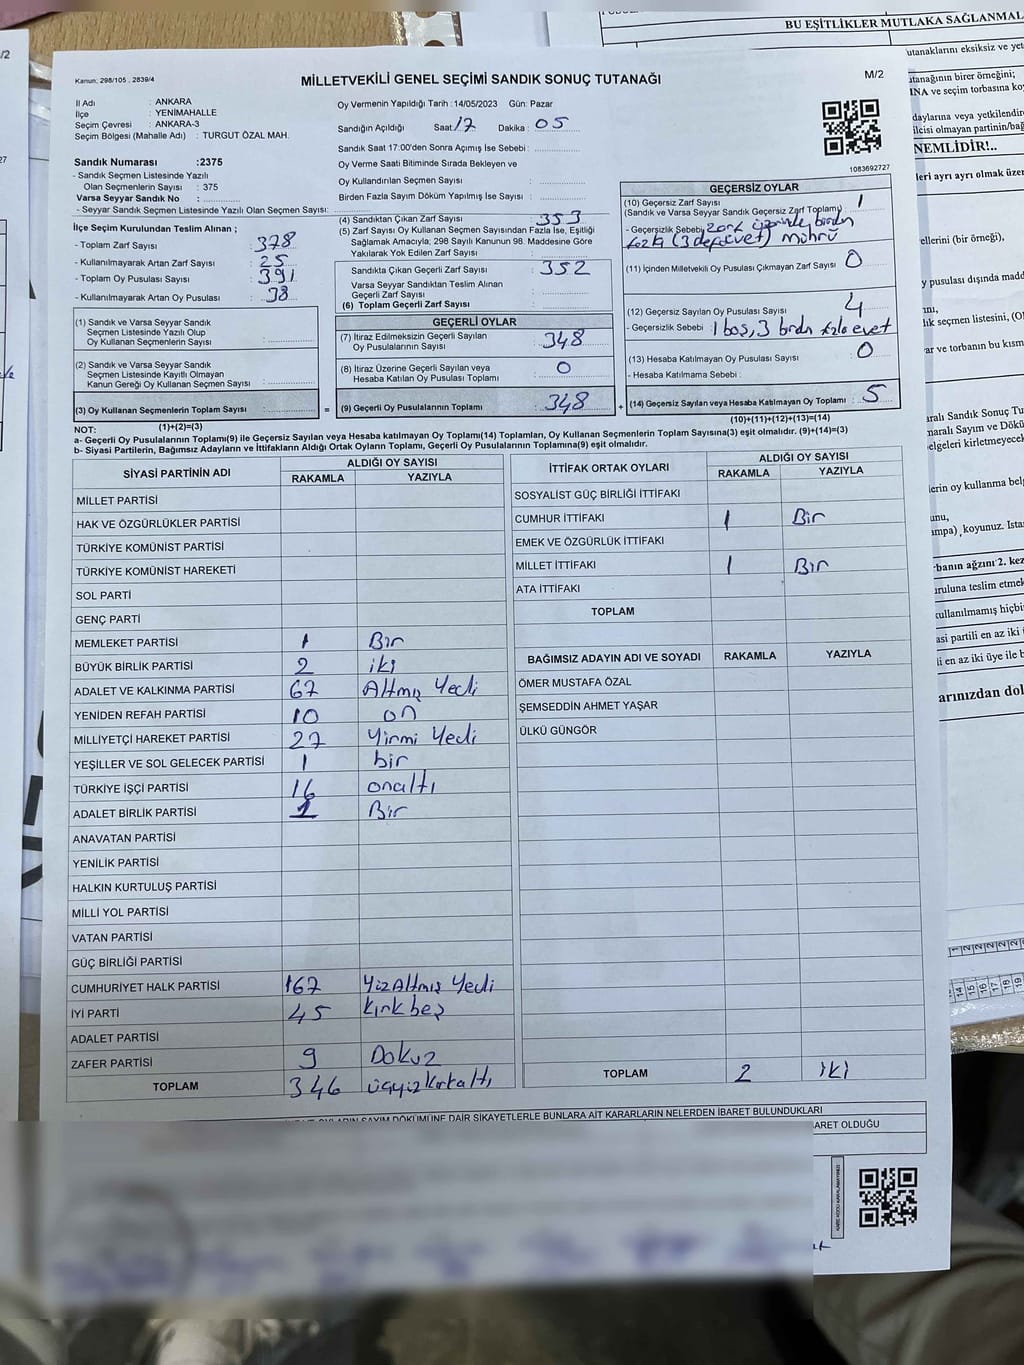 BU EŞİTLİKLER MUTLAKA SAĞLANMAL
Kanun: 298/105 , 2839/4
MİLLETVEKİLİ GENEL SEÇİMİ SANDIK SONUÇ TUTANAĞI
M/2
İl Adı : ANKARA
İlçe : YENİMAHALLE
Seçim Çevresi : ANKARA-3
Seçim Bölgesi (Mahalle Adı) : TURGUT ÖZAL MAH.
Oy Vermenin Yapıldığı Tarih : 14/05/2023 Gün: Pazar
Sandığın Açıldığı Saat : 17 Dakika : 05
Sandık Saat 17:00'den Sonra Açımış İse Sebebi :
Oy Verme Saati Bitiminde Sırada Bekleyen ve
Oy Kullandırılan Seçmen Sayısı :
Birden Fazla Sayım Döküm Yapılmış İse Sayısı :
1083692727
Sandık Numarası :2375
- Sandık Seçmen Listesinde Yazılı
Olan Seçmenlerin Sayısı : 375
Varsa Seyyar Sandık No :
- Seyyar Sandık Seçmen Listesinde Yazılı Olan Seçmen Sayısı:
İlçe Seçim Kurulundan Teslim Alınan ;
- Toplam Zarf Sayısı : 378
- Kullanılmayarak Artan Zarf Sayısı : 25
- Toplam Oy Pusulası Sayısı : 391
- Kullanılmayarak Artan Oy Pusulası : 38
(1) Sandık ve Varsa Seyyar Sandık
Seçmen Listesinde Yazılı Olup
Oy Kullanan Seçmenlerin Sayısı :
(2) Sandık ve Varsa Seyyar Sandık
Seçmen Listesinde Kayıtlı Olmayan
Kanun Gereği Oy Kullanan Seçmen Sayısı :
(3) Oy Kullanan Seçmenlerin Toplam Sayısı :
(1)+(2)=(3)
(4) Sandıktan Çıkan Zarf Sayısı : 353
(5) Zarf Sayısı Oy Kullanan Seçmen Sayısından Fazla İse, Eşitliği
Sağlamak Amacıyla; 298 Sayılı Kanunun 98. Maddesine Göre
Yakılarak Yok Edilen Zarf Sayısı :
Sandıkta Çıkan Geçerli Zarf Sayısı : 352
Varsa Seyyar Sandıktan Teslim Alınan
Geçerli Zarf Sayısı :
(6) Toplam Geçerli Zarf Sayısı :
GEÇERLİ OYLAR
(7) İtiraz Edilmeksizin Geçerli Sayılan
Oy Pusulalarının Sayısı : 348
(8) İtiraz Üzerine Geçerli Sayılan veya
Hesaba Katılan Oy Pusulası Toplamı : 0
= (9) Geçerli Oy Pusulalarının Toplamı : 348
GEÇERSİZ OYLAR
(10) Geçersiz Zarf Sayısı
(Sandık ve Varsa Seyyar Sandık Geçersiz Zarf Toplamı) : 1
- Geçersizlik Sebebi : Zarf üzerinde birden
fazla (3 defa evet) mührü
(11) İçinden Milletvekili Oy Pusulası Çıkmayan Zarf Sayısı : 0
(12) Geçersiz Sayılan Oy Pusulası Sayısı : 4
- Geçersizlik Sebebi : 1 boş, 3 birden fazla evet
(13) Hesaba Katılmayan Oy Pusulası Sayısı : 0
- Hesaba Katılmama Sebebi :
+ (14) Geçersiz Sayılan veya Hesaba Katılmayan Oy Toplamı : 5
(10)+(11)+(12)+(13)=(14)
NOT:
a- Geçerli Oy Pusulalarının Toplamı(9) ile Geçersiz Sayılan veya Hesaba katılmayan Oy Toplam(14) Toplamları, Oy Kullanan Seçmenlerin Toplam Sayısına(3) eşit olmalıdır. (9)+(14)=(3)
b- Siyasi Partilerin, Bağımsız Adayların ve İttifakların Aldığı Ortak Oyların Toplamı, Geçerli Oy Pusulalarının Toplamına(9) eşit olmalıdır.
SİYASİ PARTİNİN ADI ALDIĞI OY SAYISI
RAKAMLA YAZIYLA
MİLLET PARTİSİ
HAK VE ÖZGÜRLÜKLER PARTİSİ
TÜRKİYE KOMÜNİST PARTİSİ
TÜRKİYE KOMÜNİST HAREKETİ
SOL PARTİ
GENÇ PARTİ
MEMLEKET PARTİSİ 1 Bir
BÜYÜK BİRLİK PARTİSİ 2 iki
ADALET VE KALKINMA PARTİSİ 67 Altmış Yedi
YENİDEN REFAH PARTİSİ 10 on
MİLLİYETÇİ HAREKET PARTİSİ 27 Yirmi Yedi
YEŞİLLER VE SOL GELECEK PARTİSİ 1 bir
TÜRKİYE İŞÇİ PARTİSİ 16 onaltı
ADALET BİRLİK PARTİSİ 1 Bir
ANAVATAN PARTİSİ
YENİLİK PARTİSİ
HALKIN KURTULUŞ PARTİSİ
MİLLİ YOL PARTİSİ
VATAN PARTİSİ
GÜÇ BİRLİĞİ PARTİSİ
CUMHURİYET HALK PARTİSİ 167 YüzAltmış Yedi
İYİ PARTİ 45 Kırkbeş
ADALET PARTİSİ
ZAFER PARTİSİ 9 Dokuz
TOPLAM 346 üçyüzkırkaltı
İTTİFAK ORTAK OYLARI ALDIĞI OY SAYISI
RAKAMLA YAZIYLA
SOSYALİST GÜÇ BİRLİĞİ İTTİFAKI
CUMHUR İTTİFAKI 1 Bir
EMEK VE ÖZGÜRLÜK İTTİFAKI
MİLLET İTTİFAKI 1 Bir
ATA İTTİFAKI
TOPLAM
BAĞIMSIZ ADAYIN ADI VE SOYADI RAKAMLA YAZIYLA
ÖMER MUSTAFA ÖZAL
ŞEMSEDDİN AHMET YAŞAR
ÜLKÜ GÜNGÖR
TOPLAM 2 iki
SAYIM DÖKÜMÜNE DAİR ŞİKAYETLERLE BUNLARA AİT KARARLARIN NELERDEN İBARET BULUNDUKLARI
BARET OLDUĞU
utanaklarını eksiksiz ve yet
utanağının birer örneğini;
INA ve seçim torbasına ko
daylarına veya yetkilendir
ilcisi olmayan partinin/bağ
NEMLİDİR!..
leri ayrı ayrı olmak üzer
ellerini (bir örneği),
y pusulası dışında mad
lık seçmen listesini, (O
ar ve torbanın bu kısm
aralı Sandık Sonuç Tu
maralı Sayım ve Dökü
elgeleri kirletmeyecek
lerin oy kullanma bel
unu,
ampa) , koyunuz. Ista
rbanın ağzını 2. kez
uruluna teslim etmek
kullanılmamış hiçbir
asi partili en az iki
li en az iki üye ile b
arınızdan dol
14 15 16 17 18 19